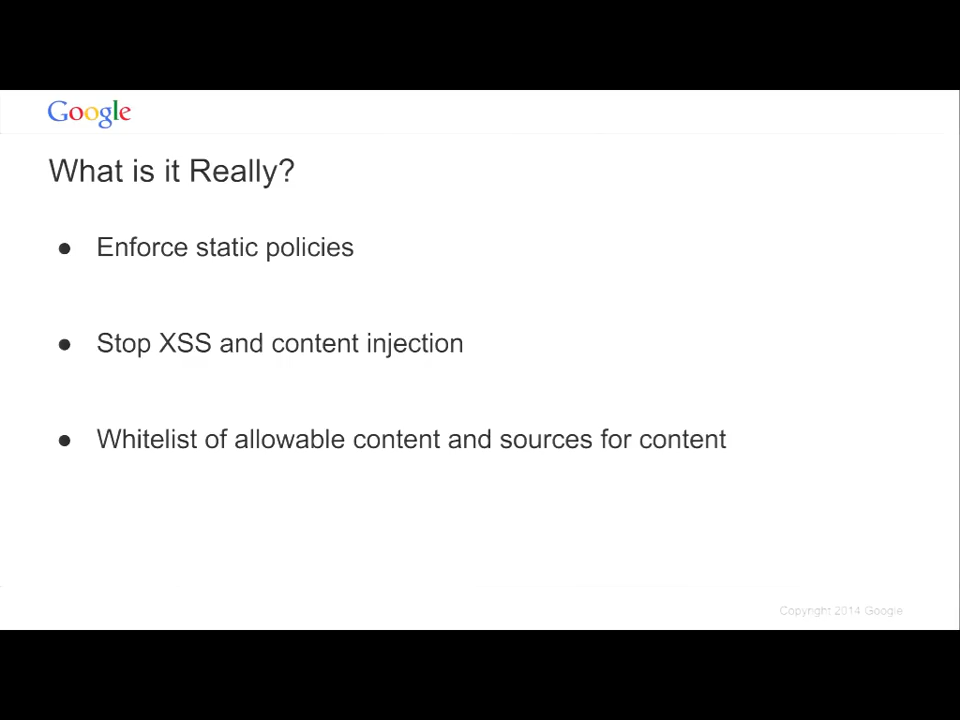 Google
What is it Really?
● Enforce static policies
● Stop XSS and content injection
● Whitelist of allowable content and sources for content
Copyright 2014 Google